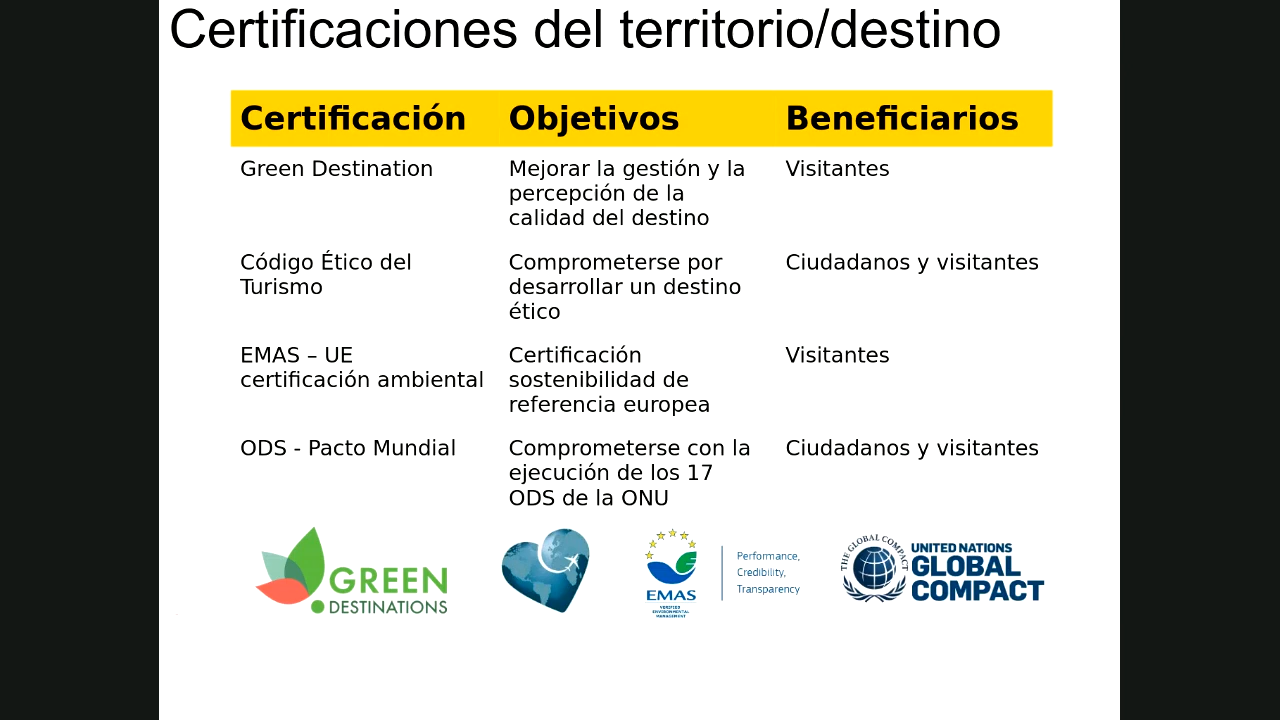 Certificaciones del territorio/destino
Certificación Objetivos Beneficiarios
Green Destination
Mejorar la gestión y la
percepción de la
calidad del destino
Visitantes
Código Ético del
Turismo
Comprometerse por
desarrollar un destino
ético
Ciudadanos y visitantes
EMAS – UE
certificación ambiental
Certificación
sostenibilidad de
referencia europea
Visitantes
ODS - Pacto Mundial
Comprometerse con la
ejecución de los 17
ODS de la ONU
Ciudadanos y visitantes
GREEN
DESTINATIONS
EMAS
VERIFIED
ENVIRONMENTAL
MANAGEMENT
Performance,
Credibility,
Transparency
THE GLOBAL COMPACT
UNITED NATIONS
GLOBAL
COMPACT